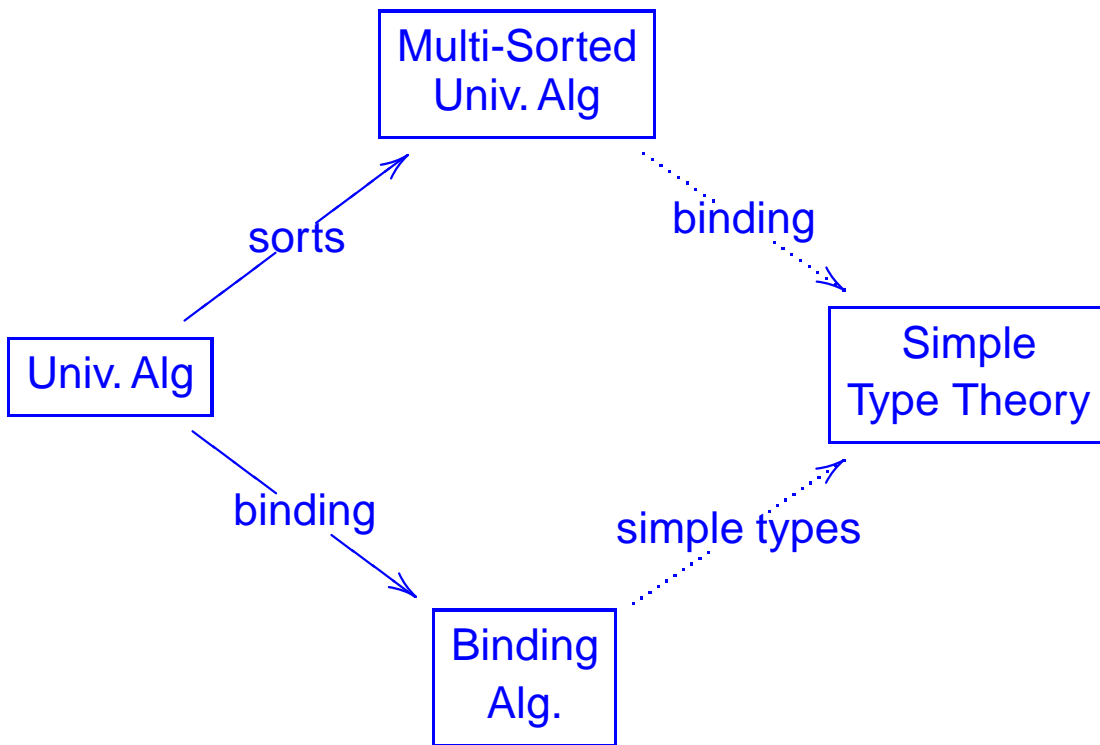 Multi-Sorted
Univ. Alg
binding
sorts
Simple
Type Theory
Univ. Alg
binding
simple types
Binding
Alg.